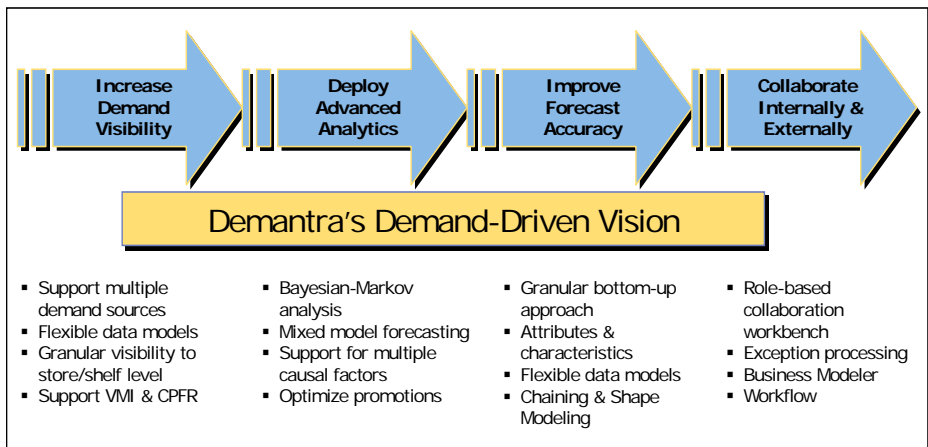 Increase
Demand
Visibility
Deploy
Advanced
Analytics
Improve
Forecast
Accuracy
Collaborate
Internally &
Externally
Demantra's Demand-Driven Vision
▪ Support multiple
demand sources
▪ Flexible data models
▪ Granular visibility to
store/shelf level
▪ Support VMI & CPFR
▪ Bayesian-Markov
analysis
▪ Mixed model forecasting
▪ Support for multiple
causal factors
▪ Optimize promotions
▪ Granular bottom-up
approach
▪ Attributes &
characteristics
▪ Flexible data models
▪ Chaining & Shape
Modeling
▪ Role-based
collaboration
workbench
▪ Exception processing
▪ Business Modeler
▪ Workflow